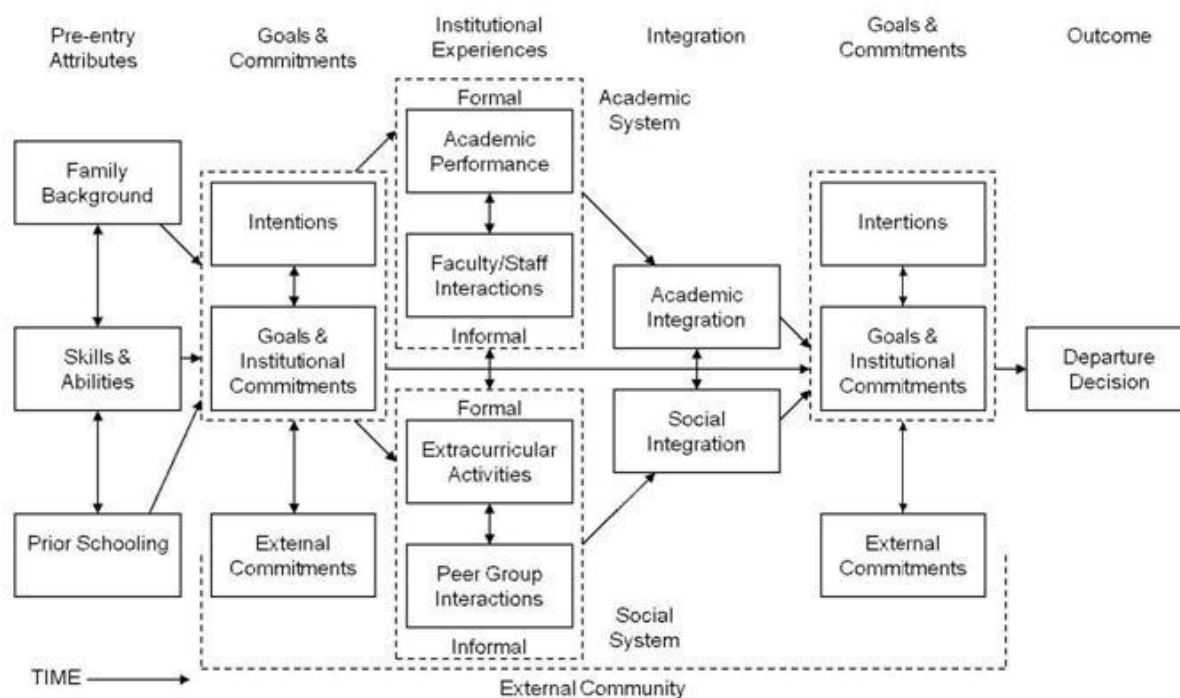 Pre-entry
Attributes
Goals &
Commitments
Institutional
Experiences
Integration
Goals &
Commitments
Outcome
Family
Background
Skills &
Abilities
Prior Schooling
Intentions
Goals &
Institutional
Commitments
External
Commitments
Formal
Academic
Performance
Faculty/Staff
Interactions
Informal
Academic
System
Formal
Extracurricular
Activities
Peer Group
Interactions
Informal
Social
System
Academic
Integration
Social
Integration
Intentions
Goals &
Institutional
Commitments
External
Commitments
Departure
Decision
TIME
External Community